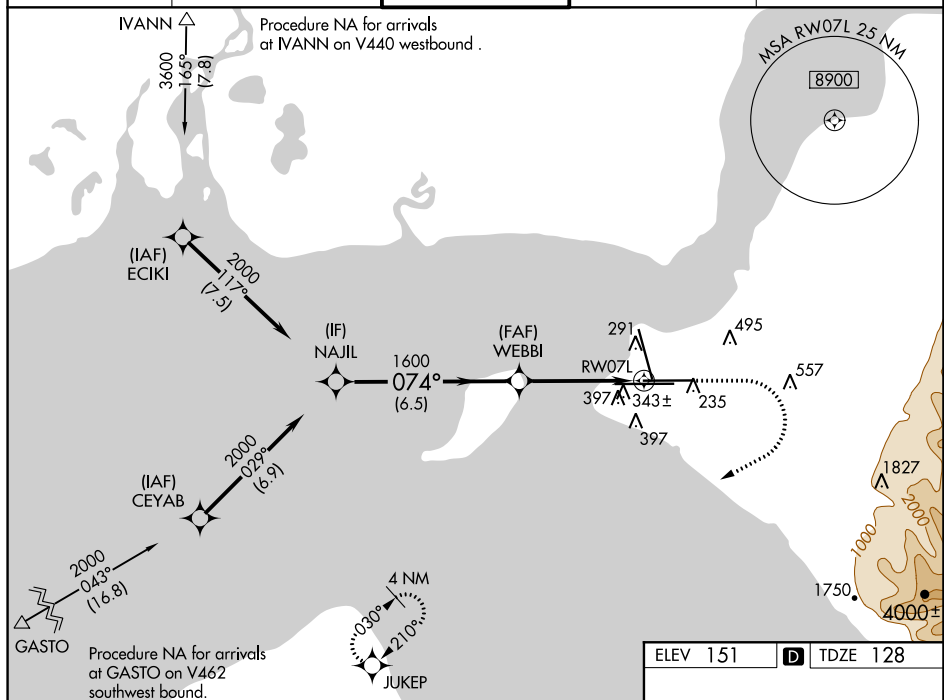 IVANN
Procedure NA for arrivals
at IVANN on V440 westbound .
3600
165°
(7.8)
MSA RW07L 25 NM
8900
(IAF)
ECIKI
2000
117°
(7.5)
(IF)
NAJIL
1600
074°
(6.5)
(FAF)
WEBBI
RW07L
291
495
557
397
343±
235
397
(IAF)
CEYAB
2000
029°
(6.9)
1827
2000
1000
1750
4000±
2000
043°
(16.8)
GASTO
Procedure NA for arrivals
at GASTO on V462
southwest bound.
4 NM
030°
210°
JUKEP
ELEV 151 D TDZE 128